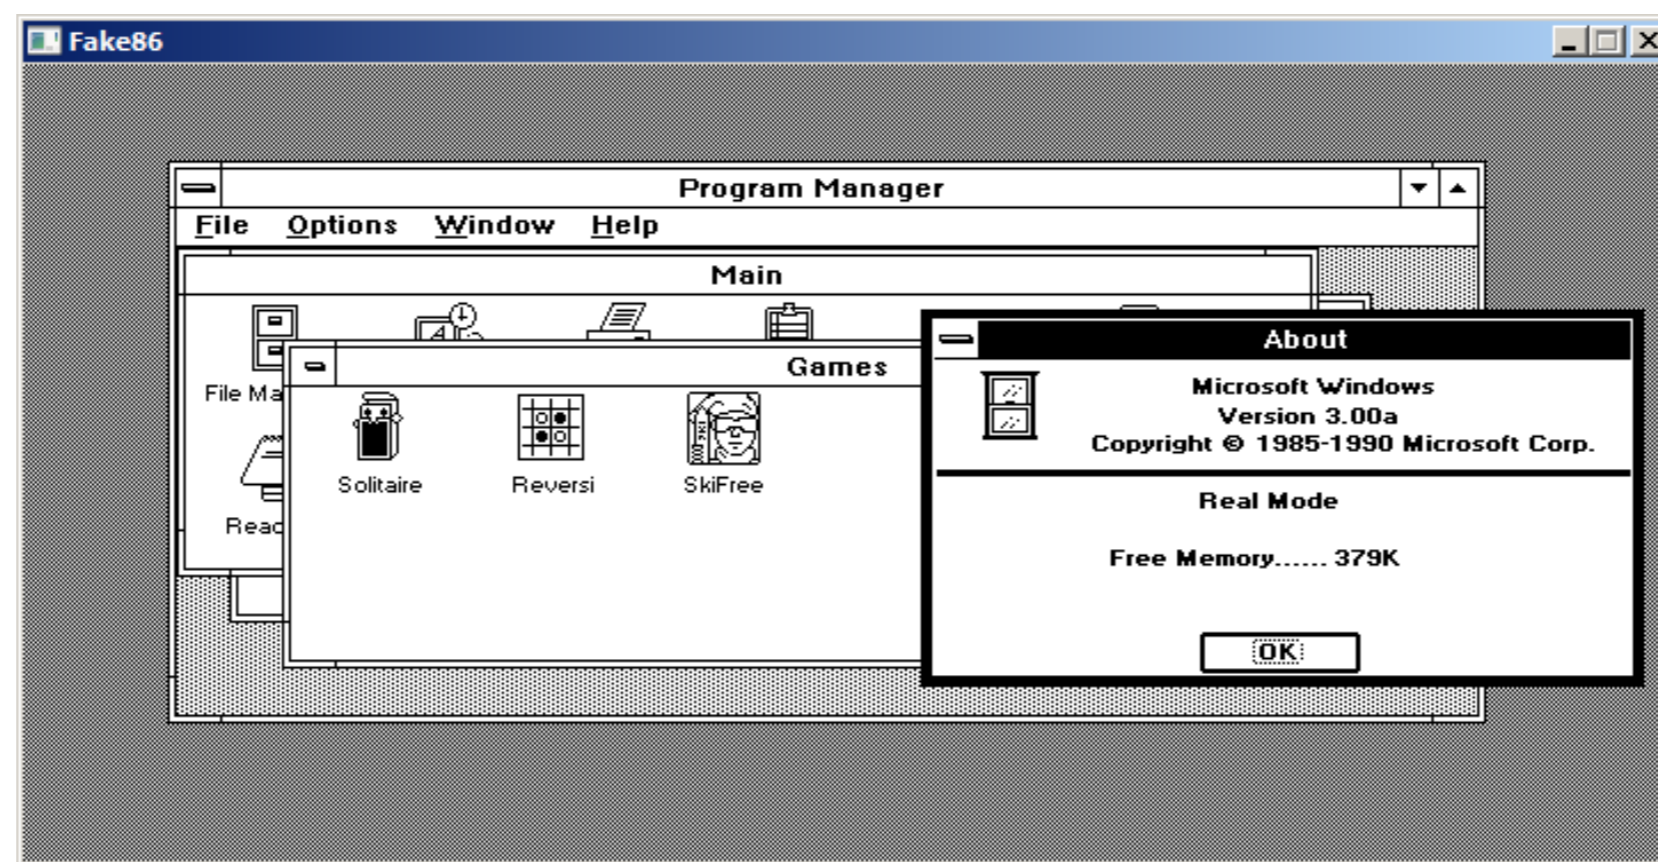 Fake86
Program Manager
File Options Window Help
Main
File Ma
Read
Games
Solitaire Reversi SkiFree
About
Microsoft Windows
Version 3.00a
Copyright © 1985-1990 Microsoft Corp.
Real Mode
Free Memory...... 379K
OK